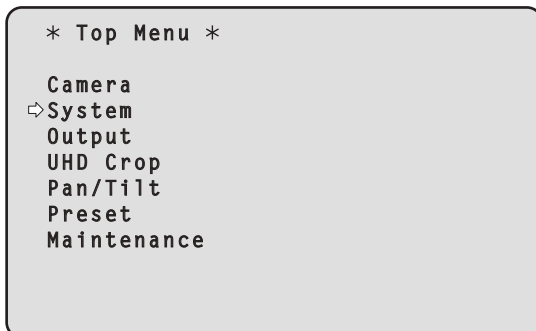 * Top Menu *
Camera
⇨System
Output
UHD Crop
Pan/Tilt
Preset
Maintenance